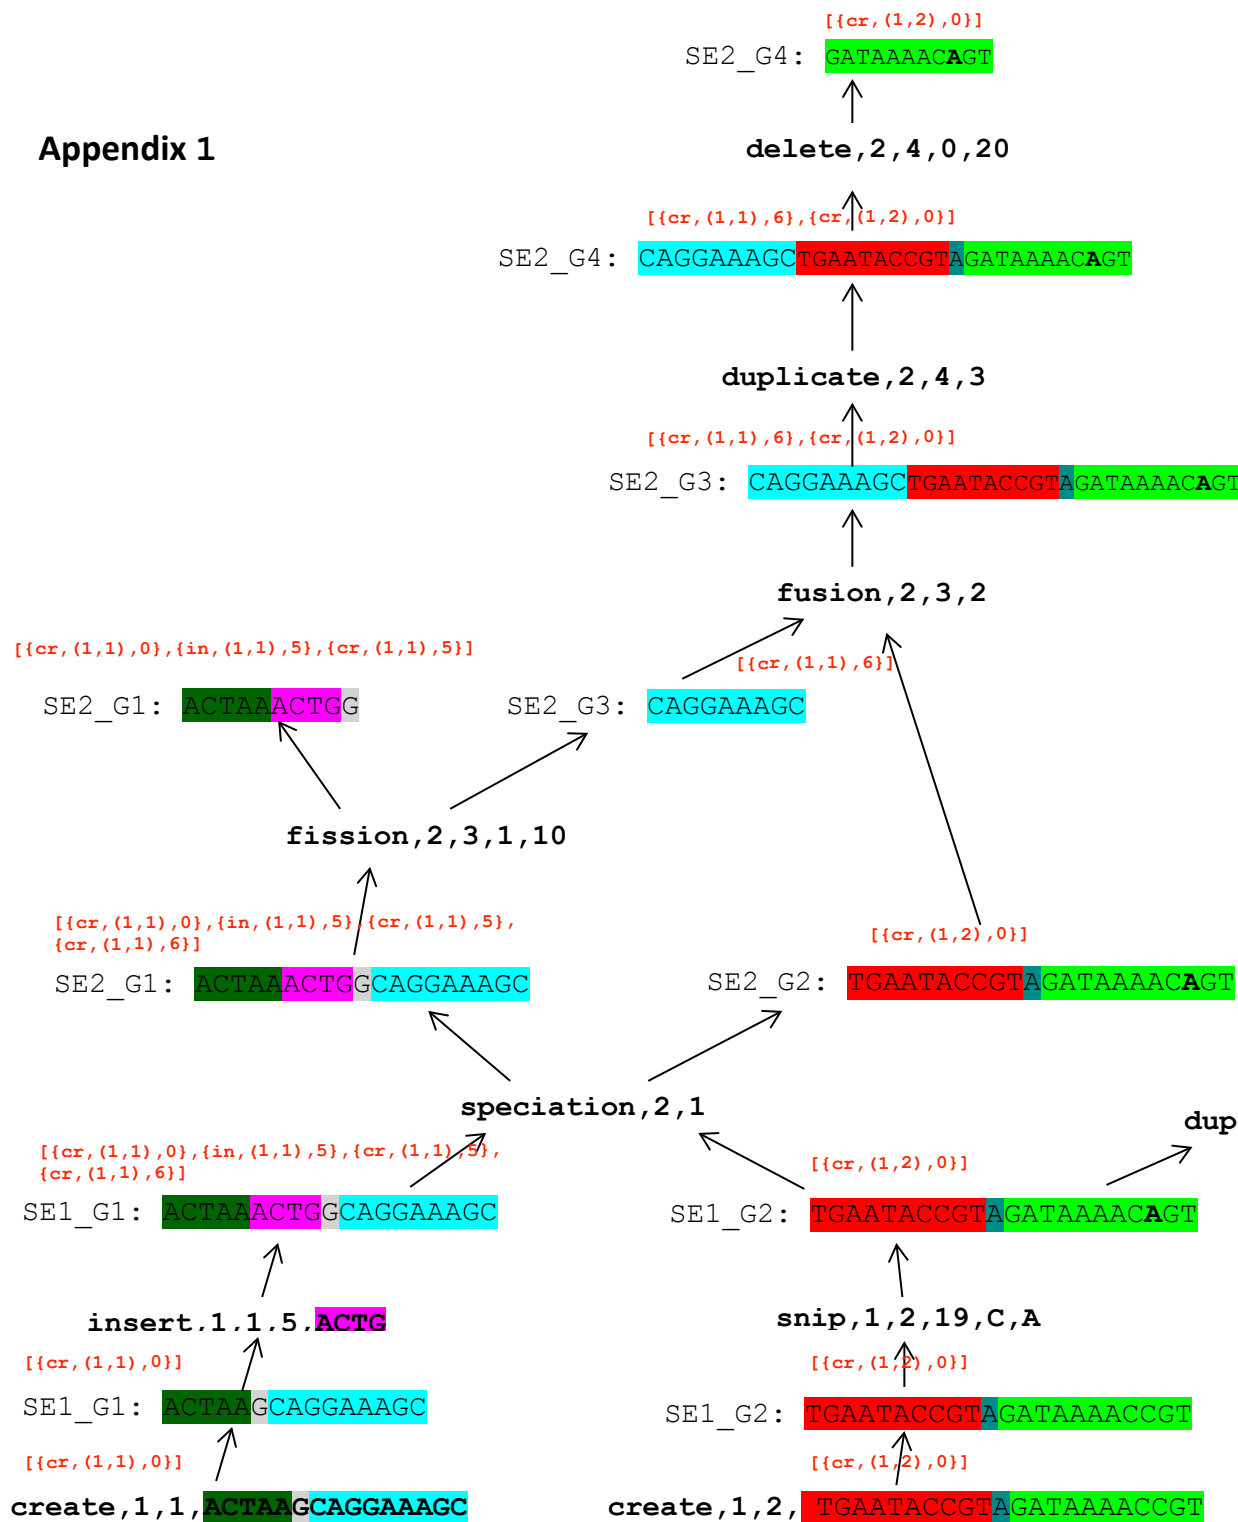 [{cr,(1,2),0}]
SE2_G4: GATAAAACAGT
Appendix 1
delete,2,4,0,20
[{cr,(1,1),6},{cr,(1,2),0}]
SE2_G4: CAGGAAAGCTGAATACCGTAGATAAAACAGT
duplicate,2,4,3
[{cr,(1,1),6},{cr,(1,2),0}]
SE2_G3: CAGGAAAGCTGAATACCGTAGATAAAACAGT
fusion,2,3,2
[{cr,(1,1),0},{in,(1,1),5},{cr,(1,1),5}]
[{cr,(1,1),6}]
SE2_G1: ACTAAACTGG
SE2_G3: CAGGAAAGC
fission,2,3,1,10
[{cr,(1,1),0},{in,(1,1),5},{cr,(1,1),5},
{cr,(1,1),6}]
[{cr,(1,2),0}]
SE2_G1: ACTAAACTGGCAGGAAAGC
SE2_G2: TGAATACCGTAGATAAAACAGT
speciation,2,1
dup
[{cr,(1,1),0},{in,(1,1),5},{cr,(1,1),5},
{cr,(1,1),6}]
[{cr,(1,2),0}]
SE1_G1: ACTAAACTGGCAGGAAAGC
SE1_G2: TGAATACCGTAGATAAAACAGT
insert,1,1,5,ACTG
snip,1,2,19,C,A
[{cr,(1,1),0}]
[{cr,(1,2),0}]
SE1_G1: ACTAAGCAGGAAAGC
SE1_G2: TGAATACCGTAGATAAAACCGT
[{cr,(1,1),0}]
[{cr,(1,2),0}]
create,1,1,ACTAAGCAGGAAAGC
create,1,2, TGAATACCGTAGATAAAACCGT